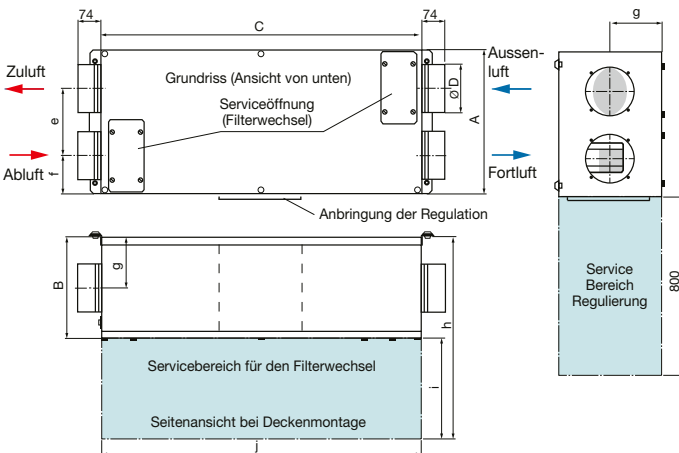 74
C
74
g
Zuluft
Grundriss (Ansicht von unten)
Aussen-
luft
Serviceöffnung
(Filterwechsel)
Ø D
A
e
f
Abluft
Fortluft
Anbringung der Regulation
B
g
h
i
Service
Bereich
Regulierung
800
Servicebereich für den Filterwechsel
Seitenansicht bei Deckenmontage
j